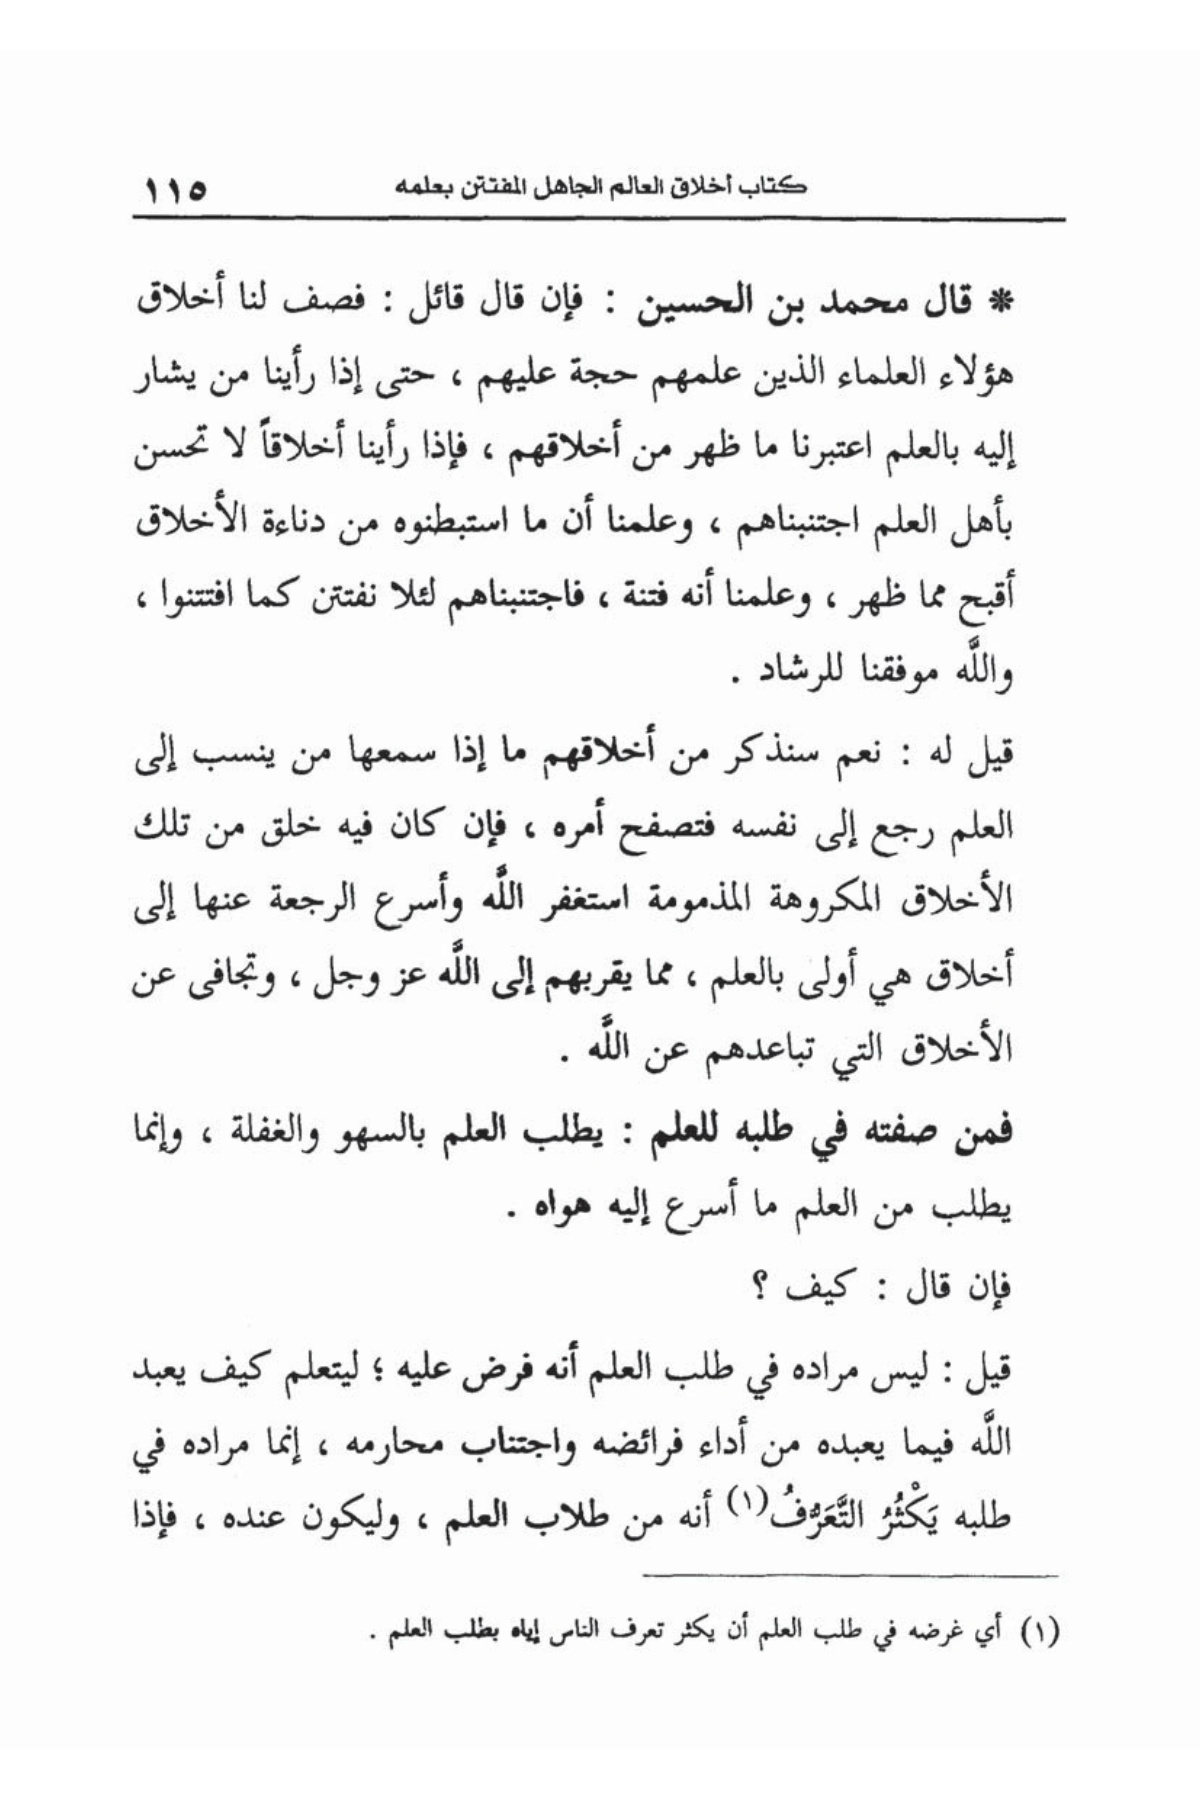 كتاب أخلاق العالم الجاهل المفتتن بعلمه ١١٥
* قال محمد بن الحسين : فإن قال قائل : فصف لنا أخلاق
هؤلاء العلماء الذين علمهم حجة عليهم ، حتى إذا رأينا من يشار
إليه بالعلم اعتبرنا ما ظهر من أخلاقهم ، فإذا رأينا أخلاقاً لا تحسن
بأهل العلم اجتنبناهم ، وعلمنا أن ما استبطنوه من دناءة الأخلاق
أقبح مما ظهر ، وعلمنا أنه فتنة ، فاجتنبناهم لئلا نفتتن كما افتتنوا ،
واللَّه موفقنا للرشاد .
قيل له : نعم سنذكر من أخلاقهم ما إذا سمعها من ينسب إلى
العلم رجع إلى نفسه فتصفح أمره ، فإن كان فيه خلق من تلك
الأخلاق المكروهة المذمومة استغفر اللَّه وأسرع الرجعة عنها إلى
أخلاق هي أولى بالعلم ، مما يقربهم إلى اللَّه عز وجل ، وتجافى عن
الأخلاق التي تباعدهم عن اللَّه .
فمن صفته في طلبه للعلم : يطلب العلم بالسهو والغفلة ، وإنما
يطلب من العلم ما أسرع إليه هواه .
فإن قال : كيف ؟
قيل : ليس مراده في طلب العلم أنه فرض عليه ؛ ليتعلم كيف يعبد
اللَّه فيما يعبده من أداء فرائضه واجتناب محارمه ، إنما مراده في
طلبه يَكْثُرُ التَّعَرُّفُ(١) أنه من طلاب العلم ، وليكون عنده ، فإذا
(١) أي غرضه في طلب العلم أن يكثر تعرف الناس إياه بطلب العلم .